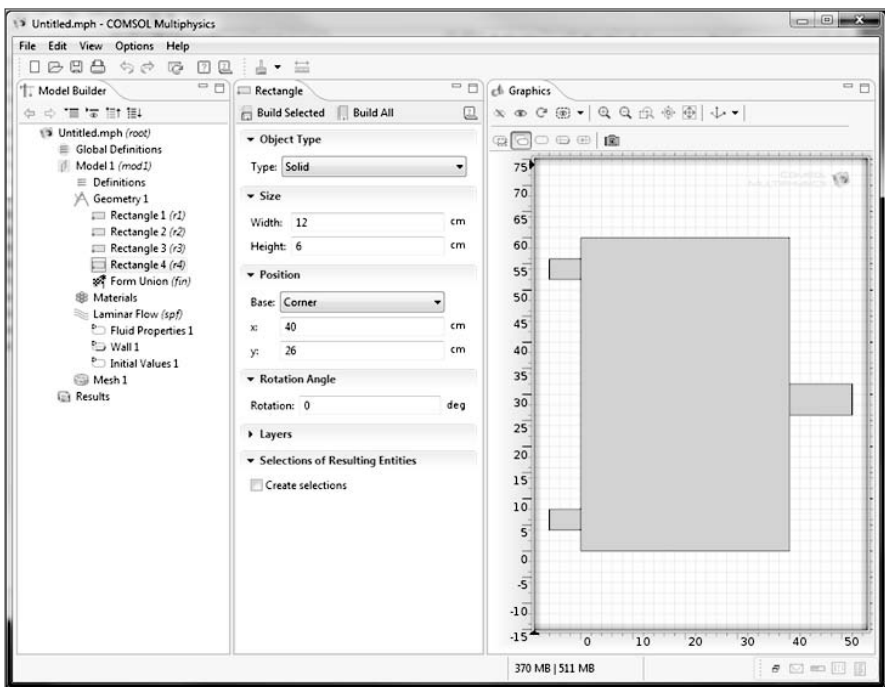 Untitled.mph - COMSOL Multiphysics
File Edit View Options Help
Model Builder
Untitled.mph (root)
Global Definitions
Model 1 (mod1)
Definitions
Geometry 1
Rectangle 1 (r1)
Rectangle 2 (r2)
Rectangle 3 (r3)
Rectangle 4 (r4)
Form Union (fin)
Materials
Laminar Flow (spf)
Fluid Properties 1
Wall 1
Initial Values 1
Mesh 1
Results
Rectangle
Build Selected Build All
Object Type
Type: Solid
Size
Width: 12 cm
Height: 6 cm
Position
Base: Corner
x: 40 cm
y: 26 cm
Rotation Angle
Rotation: 0 deg
Layers
Selections of Resulting Entities
Create selections
Graphics
COMSOL
MULTIPHYSICS
75
70
65
60
55
50
45
40
35
30
25
20
15
10
5
0
-5
-10
-15
0 10 20 30 40 50
370 MB | 511 MB